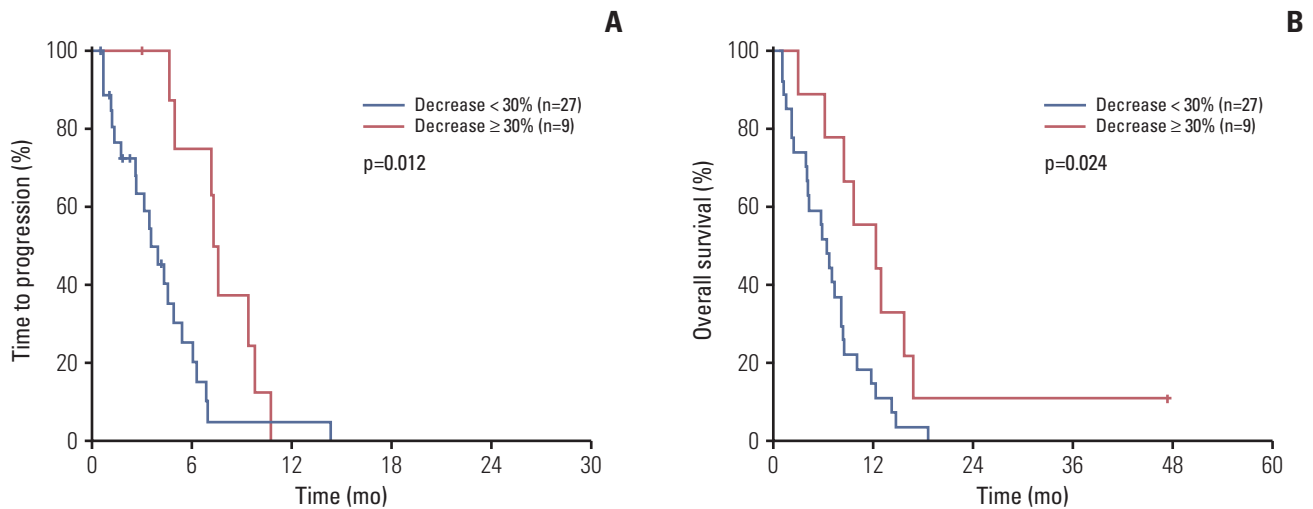 A
Time to progression (%)
100
80
60
40
20
0
Decrease < 30% (n=27)
Decrease ≥ 30% (n=9)
p=0.012
0 6 12 18 24 30
Time (mo)
B
Overall survival (%)
100
80
60
40
20
0
Decrease < 30% (n=27)
Decrease ≥ 30% (n=9)
p=0.024
0 12 24 36 48 60
Time (mo)